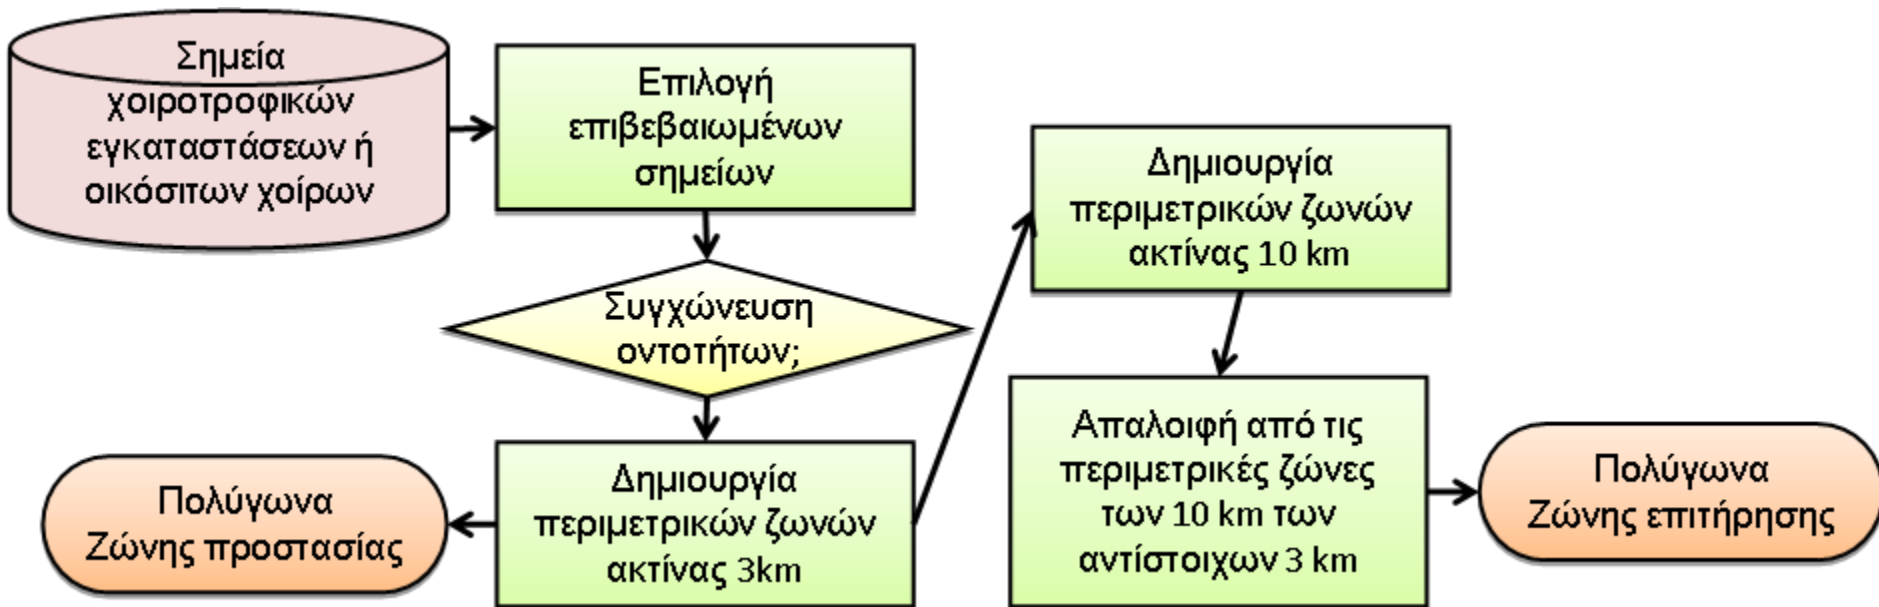 Σημεία
χοιροτροφικών
εγκαταστάσεων ή
οικόσιτων χοίρων
Επιλογή
επιβεβαιωμένων
σημείων
Συγχώνευση
οντοτήτων;
Δημιουργία
περιμετρικών ζωνών
ακτίνας 3km
Πολύγωνα
Ζώνης προστασίας
Δημιουργία
περιμετρικών ζωνών
ακτίνας 10 km
Απαλοιφή από τις
περιμετρικές ζώνες
των 10 km των
αντίστοιχων 3 km
Πολύγωνα
Ζώνης επιτήρησης